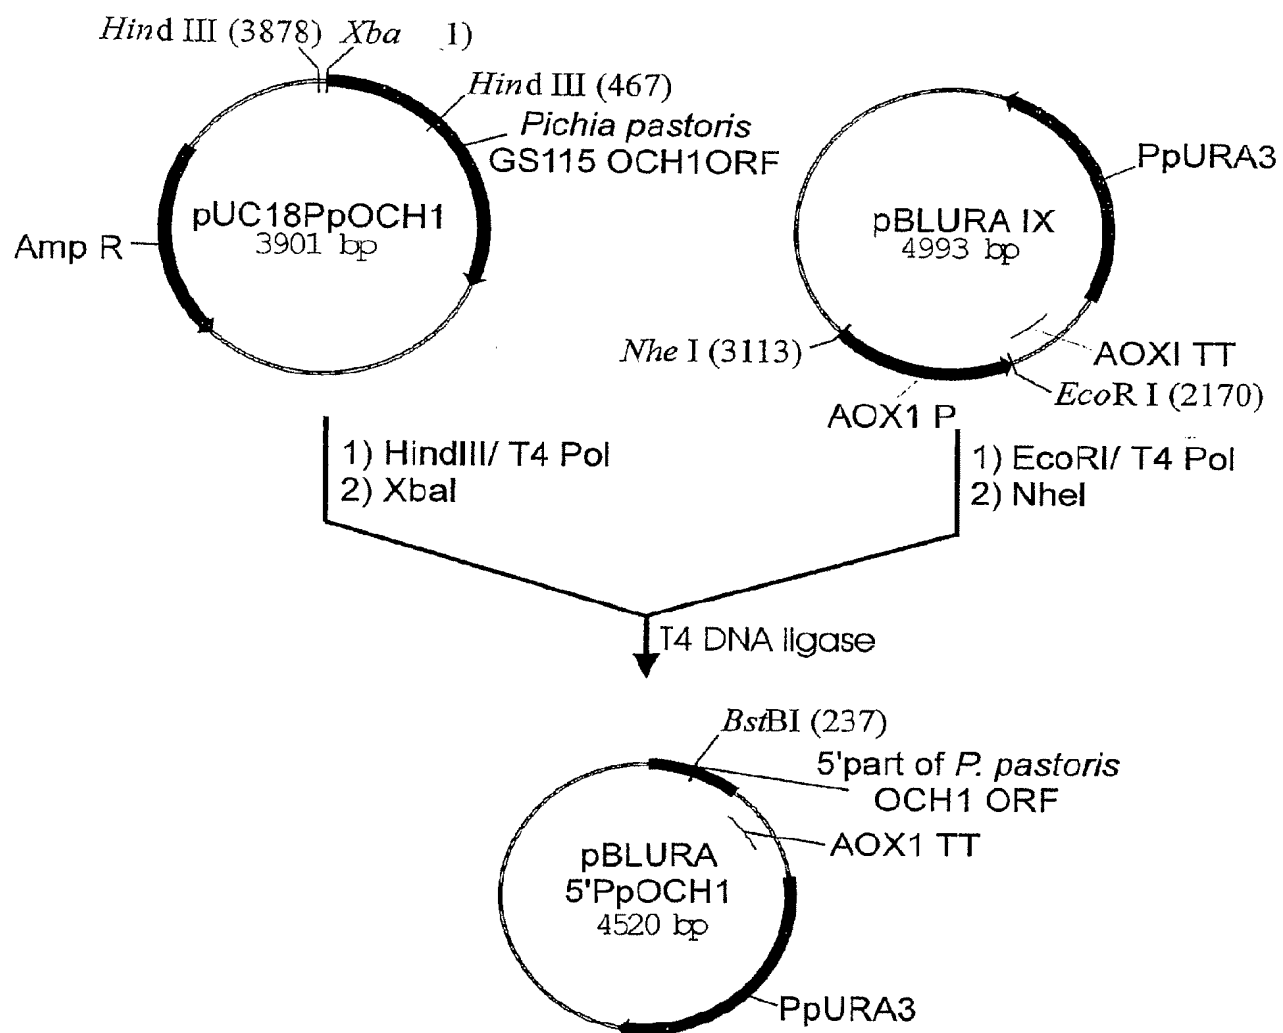 Hind III (3878) Xba 1)
Hind III (467)
Pichia pastoris
GS115 OCH1ORF
pUC18PpOCH1
3901 bp
Amp R
PpURA3
pBLURA IX
4993 bp
Nhe I (3113)
AOXI TT
EcoR I (2170)
AOX1 P
1) HindIII/ T4 Pol
2) XbaI
1) EcoRI/ T4 Pol
2) NheI
T4 DNA ligase
BstBI (237)
5'part of P. pastoris
OCH1 ORF
AOX1 TT
pBLURA
5'PpOCH1
4520 bp
PpURA3